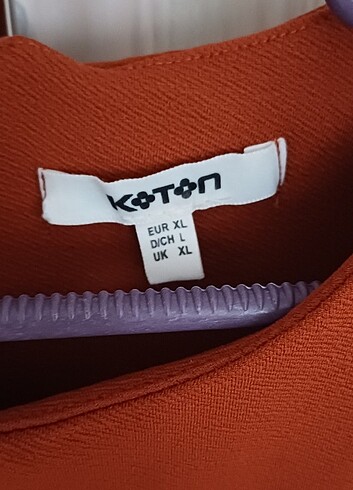 KOTON
EUR XL
D/CH L
UK XL